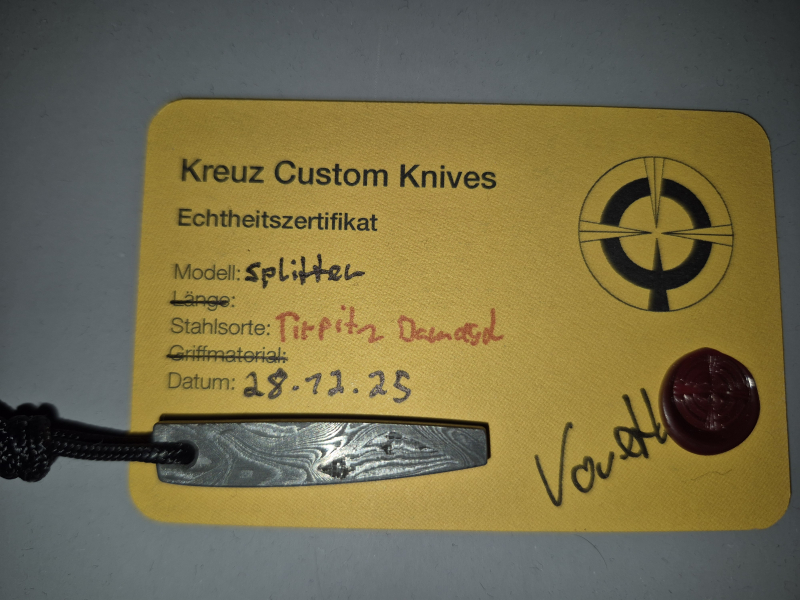 Kreuz Custom Knives
Echtheitszertifikat
Modell: Splitter
Länge:
Stahlsorte: Tirpitz Damast
Griffmaterial:
Datum: 28.12.25